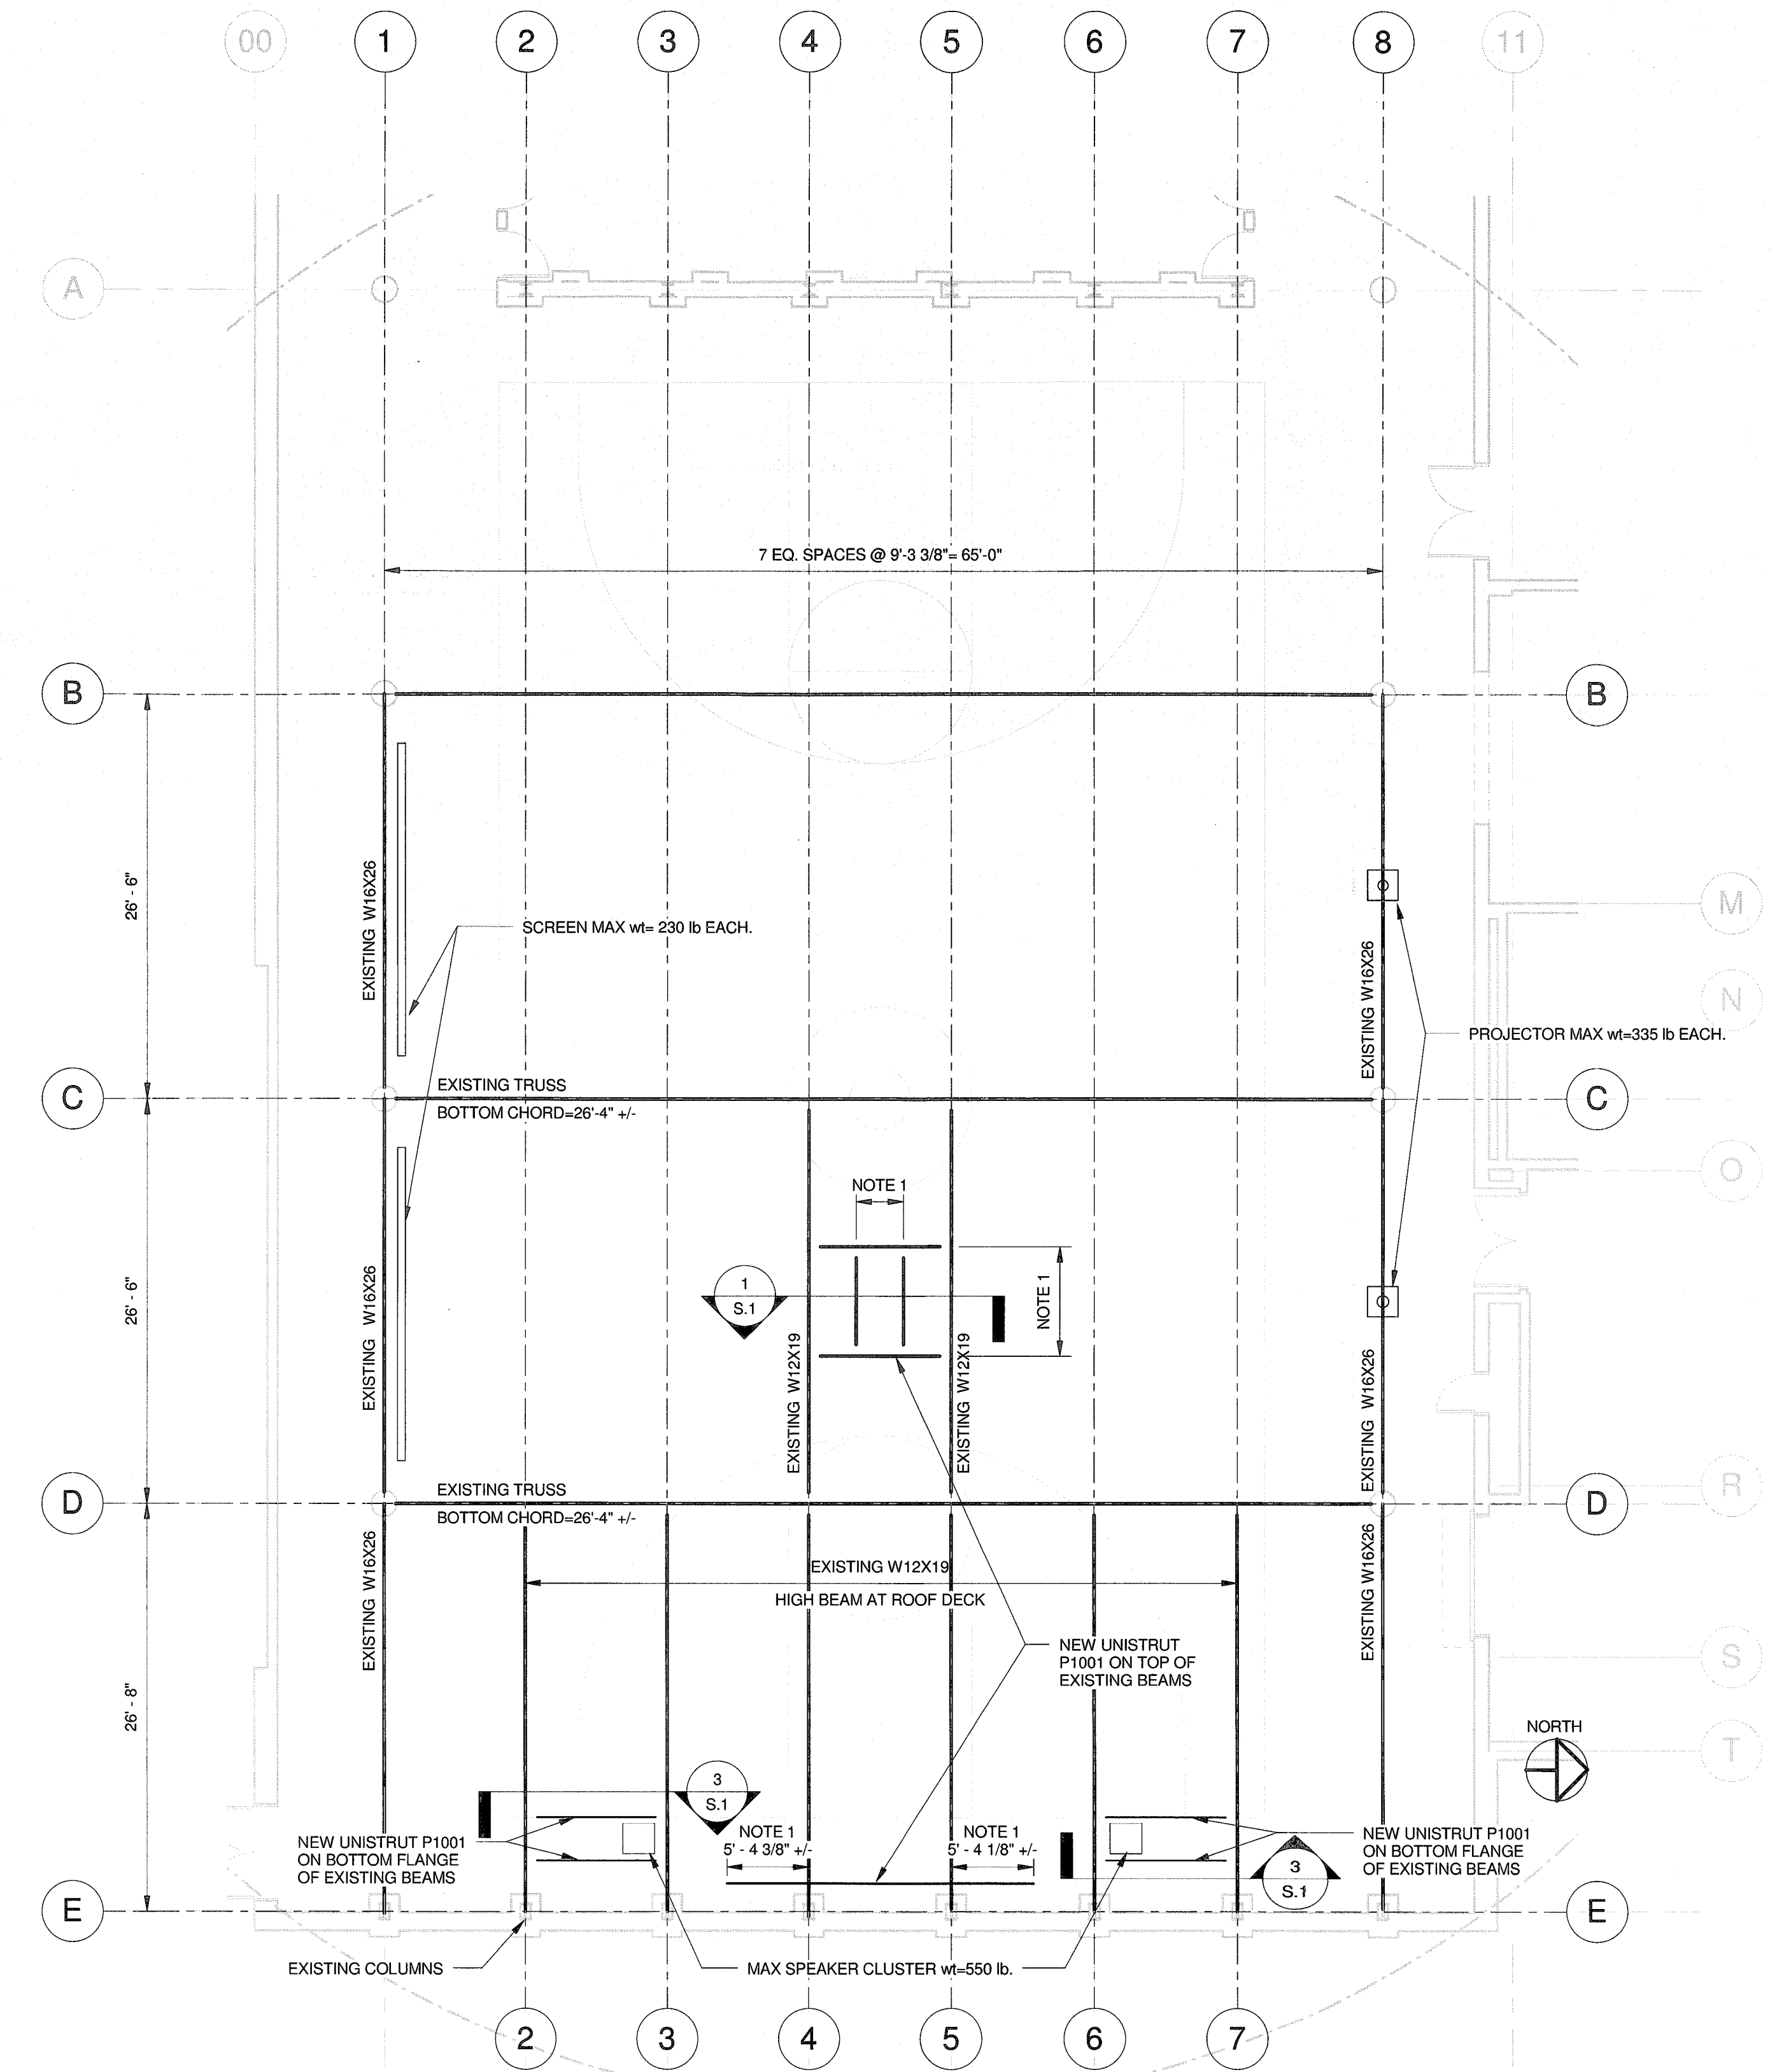 00 1 2 3 4 5 6 7 8 11
A
7 EQ. SPACES @ 9'-3 3/8"= 65'-0"
B B
26' - 6"
EXISTING W16X26
SCREEN MAX wt= 230 lb EACH.
M
N
EXISTING W16X26
PROJECTOR MAX wt=335 lb EACH.
EXISTING TRUSS
BOTTOM CHORD=26'-4" +/-
C C
O
NOTE 1
26' - 6"
EXISTING W16X26
1
S.1
NOTE 1
EXISTING W12X19
EXISTING W12X19
EXISTING W16X26
EXISTING TRUSS
BOTTOM CHORD=26'-4" +/-
R
D D
EXISTING W16X26
EXISTING W12X19
HIGH BEAM AT ROOF DECK
EXISTING W16X26
NEW UNISTRUT
P1001 ON TOP OF
EXISTING BEAMS
S
26' - 8"
NORTH
T
3
S.1
NOTE 1
5' - 4 3/8" +/-
NOTE 1
5' - 4 1/8" +/-
NEW UNISTRUT P1001
ON BOTTOM FLANGE
OF EXISTING BEAMS
NEW UNISTRUT P1001
ON BOTTOM FLANGE
OF EXISTING BEAMS
3
S.1
E E
EXISTING COLUMNS
MAX SPEAKER CLUSTER wt=550 lb.
2 3 4 5 6 7